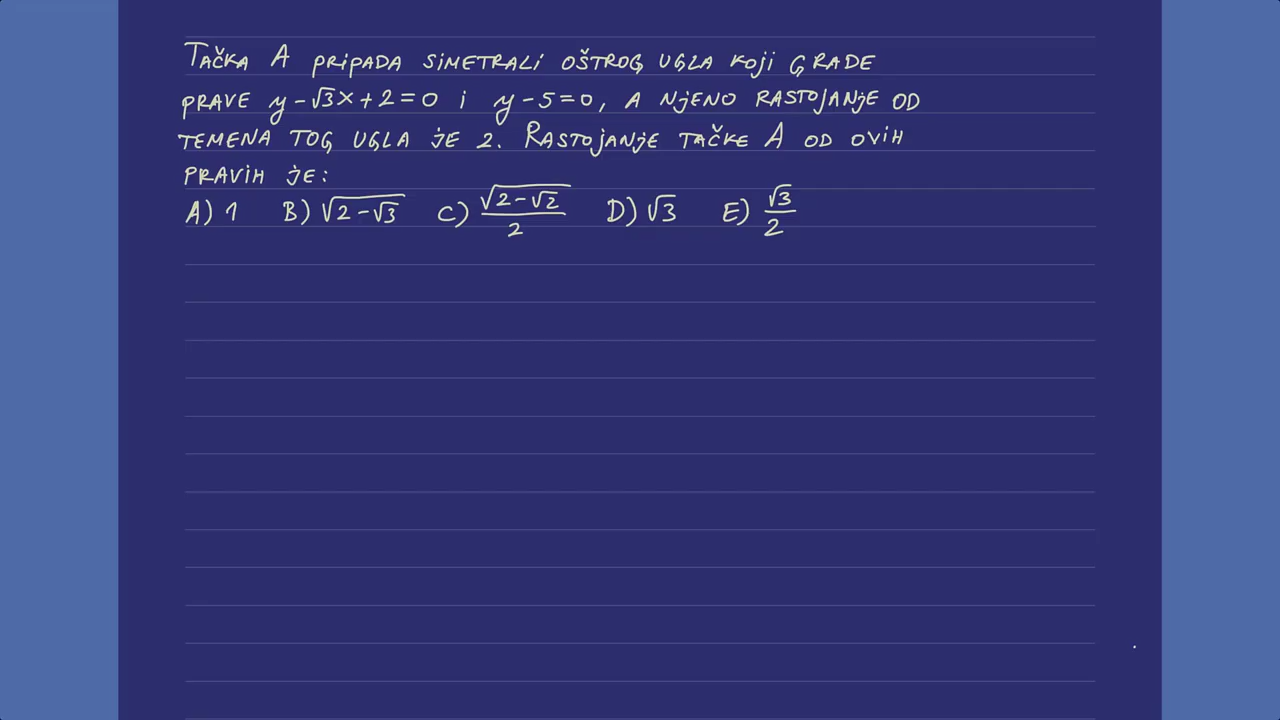 Tačka A pripada simetrali oštrog ugla koji grade
prave y - √3x + 2 = 0 i y - 5 = 0, a njeno rastojanje od
temena tog ugla je 2. Rastojanje tačke A od ovih
pravih je:
A) 1 B) √(2 - √3) C) √(2 - √2)/2 D) √3 E) √3/2